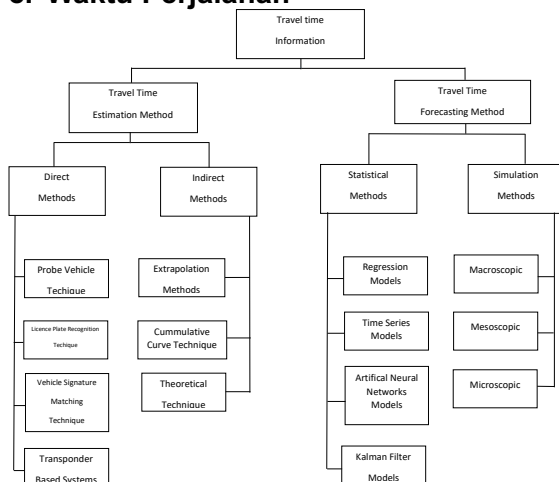 Waktu Perjalanan
Travel time
Information
Travel Time
Estimation Method
Travel Time
Forecasting Method
Direct
Methods
Indirect
Methods
Statistical
Methods
Simulation
Methods
Probe Vehicle
Techique
Licence Plate Recognition
Techique
Vehicle Signature
Matching
Technique
Transponder
Based Systems
Extrapolation
Methods
Cummulative
Curve Technique
Theoretical
Technique
Regression
Models
Time Series
Models
Artifical Neural
Networks
Models
Kalman Filter
Models
Macroscopic
Mesoscopic
Microscopic